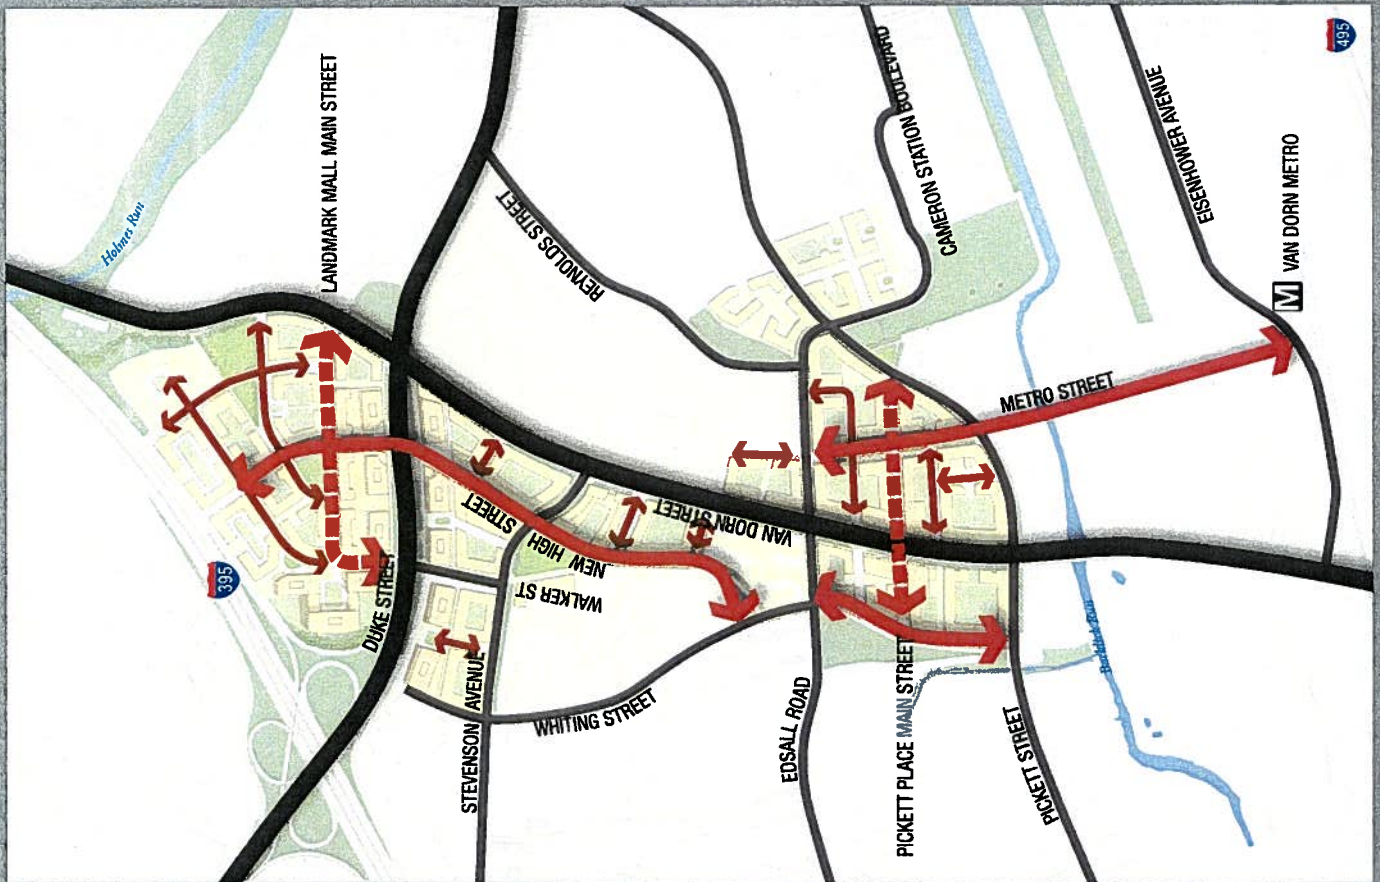 LANDMARK MALL MAIN STREET
495
Holmes Run
REYNOLDS STREET
CAMERON STATION BOULEVARD
EISENHOWER AVENUE
VAN DORN METRO
M
METRO STREET
395
DUKE STREET
NEW HIGH
STREET
VAN DORN STREET
WALKER ST
STEVENSON AVENUE
WHITING STREET
EDSALL ROAD
PICKETT PLACE MAIN STREET
PICKETT STREET